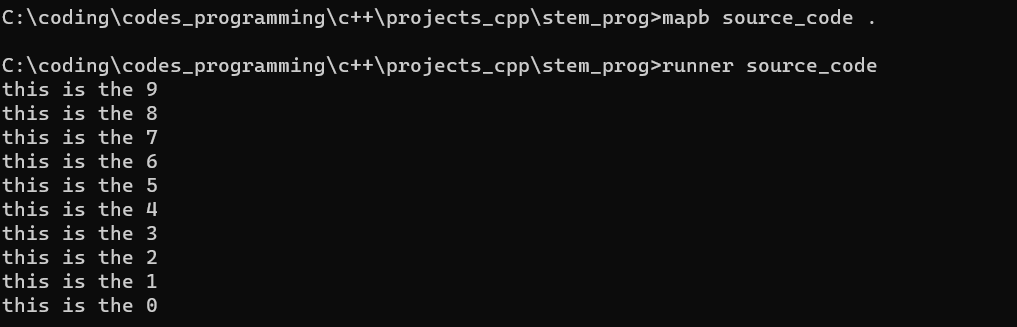 C:\coding\codes_programming\c++\projects_cpp\stem_prog>mapb source_code .
C:\coding\codes_programming\c++\projects_cpp\stem_prog>runner source_code
this is the 9
this is the 8
this is the 7
this is the 6
this is the 5
this is the 4
this is the 3
this is the 2
this is the 1
this is the 0